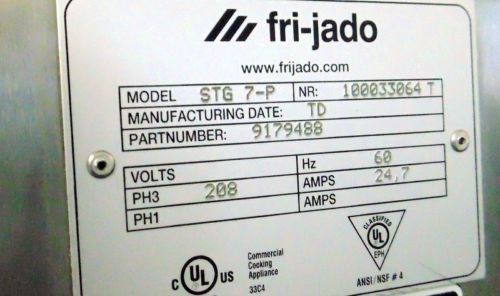 fri-jado
www.frijado.com
MODEL STG 7-P NR: 100033064 T
MANUFACTURING DATE: TD
PARTNUMBER: 9179488
VOLTS Hz 60
PH3 208 AMPS 24,7
PH1 AMPS
C UL US
Commercial
Cooking
Appliance
33C4
CLASSIFIED
UL
EPH
ANSI/NSF #4